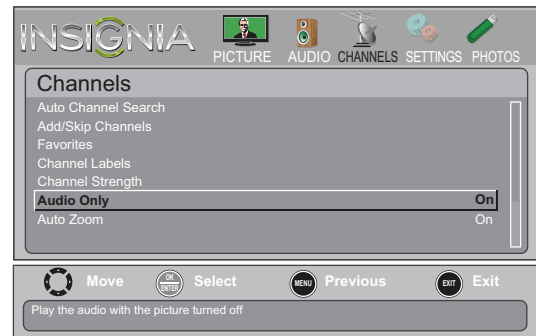 INSIGNIA
PICTURE AUDIO CHANNELS SETTINGS PHOTOS
Channels
Auto Channel Search
Add/Skip Channels
Favorites
Channel Labels
Channel Strength
Audio Only On
Auto Zoom On
Move OK ENTER Select MENU Previous EXIT Exit
Play the audio with the picture turned off